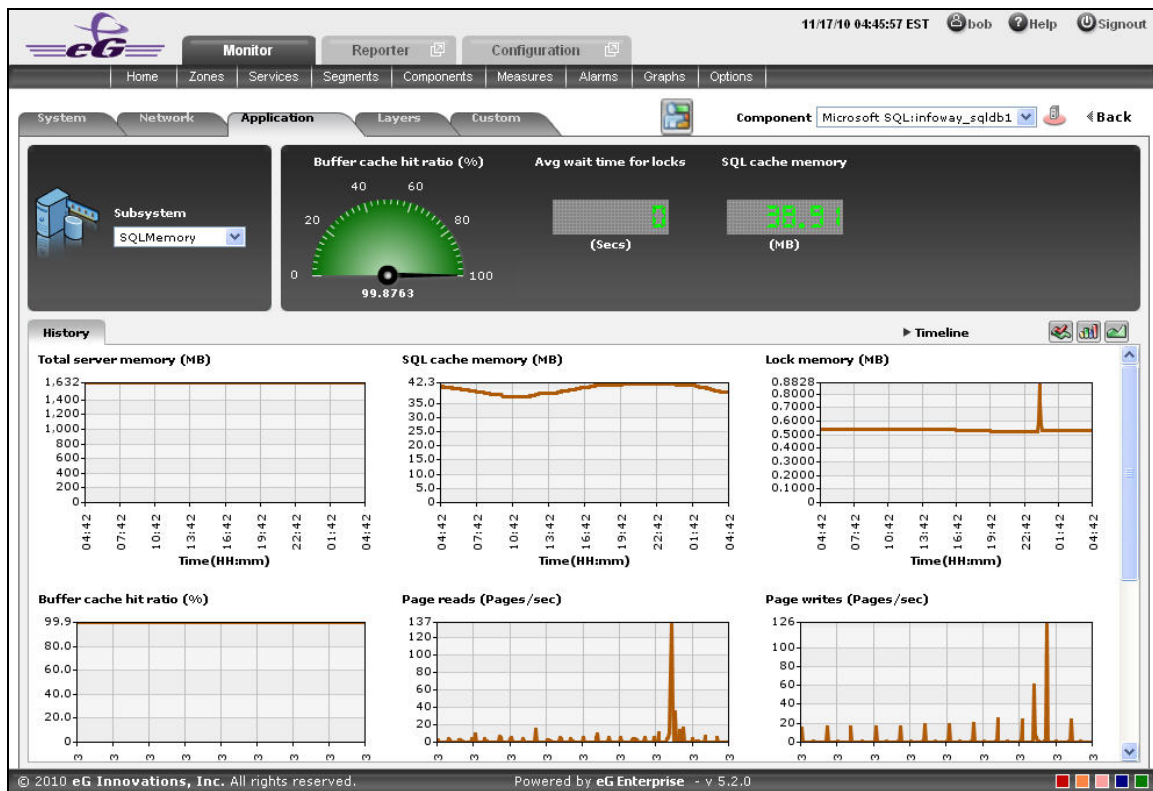 11/17/10 04:45:57 EST bob Help Signout
eG
Monitor Reporter Configuration
Home Zones Services Segments Components Measures Alarms Graphs Options
System Network Application Layers Custom
Component Microsoft SQL:infoway_sqldb1 Back
Subsystem
SQLMemory
Buffer cache hit ratio (%)
0 20 40 60 80 100
99.8763
Avg wait time for locks
0
(Secs)
SQL cache memory
38.91
(MB)
History
Timeline
Total server memory (MB)
1,632
1,400
1,200
1,000
800
600
400
200
0
04:42 07:42 10:42 13:42 16:42 19:42 22:42 01:42 04:42
Time(HH:mm)
SQL cache memory (MB)
42.3
35.0
30.0
25.0
20.0
15.0
10.0
5.0
0
04:42 07:42 10:42 13:42 16:42 19:42 22:42 01:42 04:42
Time(HH:mm)
Lock memory (MB)
0.8828
0.8000
0.7000
0.6000
0.5000
0.4000
0.3000
0.2000
0.1000
0
04:42 07:42 10:42 13:42 16:42 19:42 22:42 01:42 04:42
Time(HH:mm)
Buffer cache hit ratio (%)
99.9
80.0
60.0
40.0
20.0
0
Page reads (Pages/sec)
137
120
100
80
60
40
20
0
Page writes (Pages/sec)
126
100
80
60
40
20
0
© 2010 eG Innovations, Inc. All rights reserved. Powered by eG Enterprise - v 5.2.0